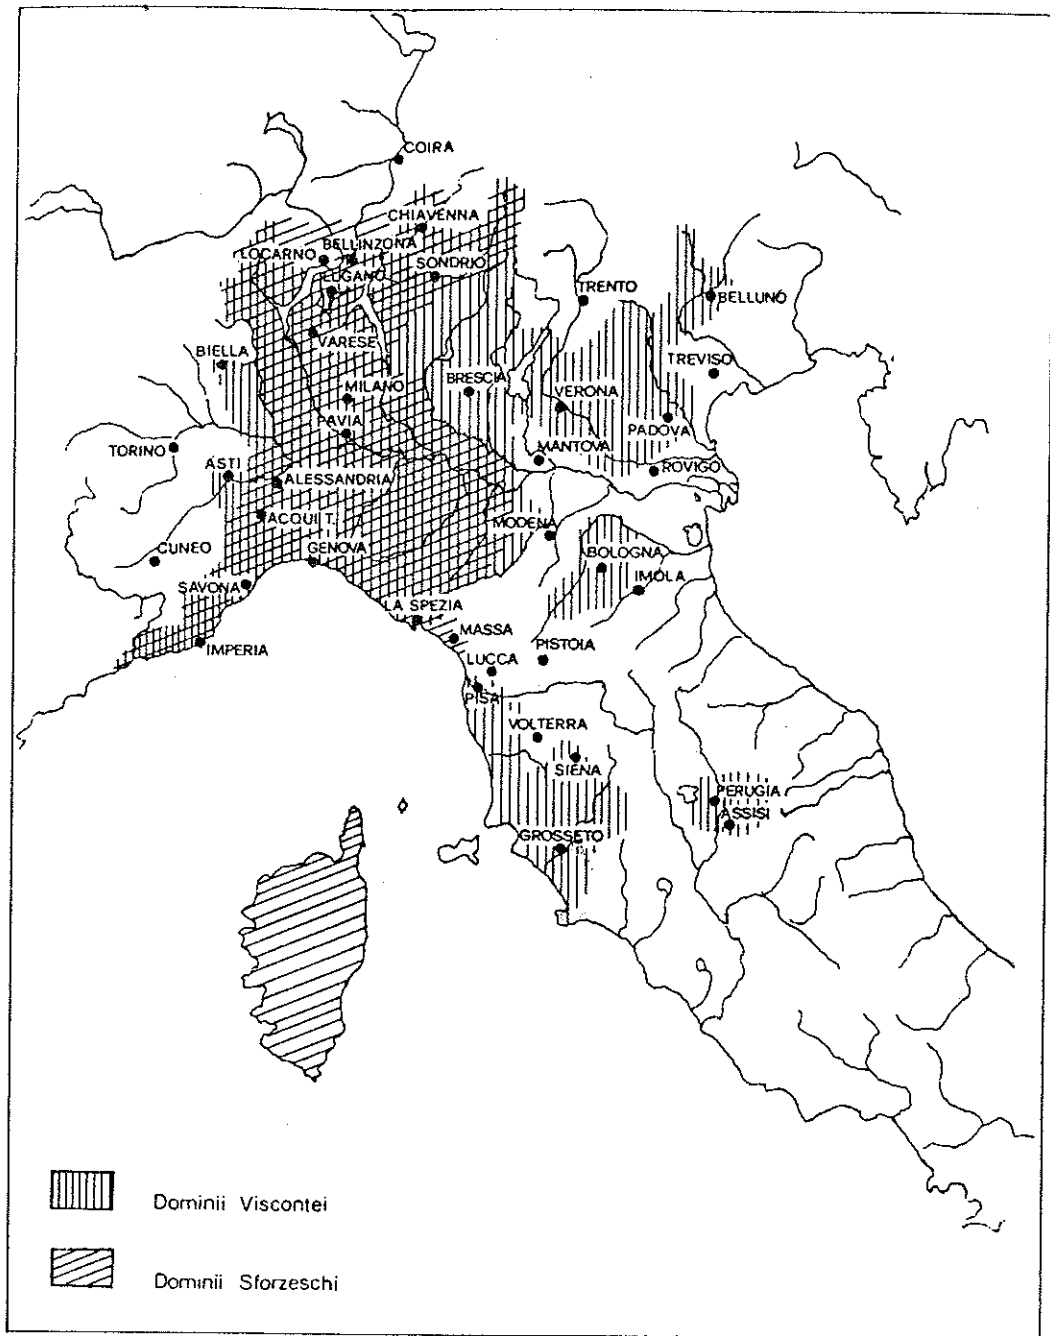 COIRA
CHIAVENNA
BELLINZONA
LOCARNO
SONDRIO
LUGANO
TRENTO
BELLUNO
VARESE
BIELLA
TREVISO
MILANO
BRESCIA
VERONA
PAVIA
PADOVA
TORINO
MANTOVA
ASTI
ROVIGO
ALESSANDRIA
ACQUI T.
MODENA
CUNEO
GENOVA
BOLOGNA
IMOLA
SAVONA
LA SPEZIA
MASSA
IMPERIA
PISTOIA
LUCCA
PISA
VOLTERRA
SIENA
PERUGIA
ASSISI
GROSSETO
Dominii Viscontei
Dominii Sforzeschi